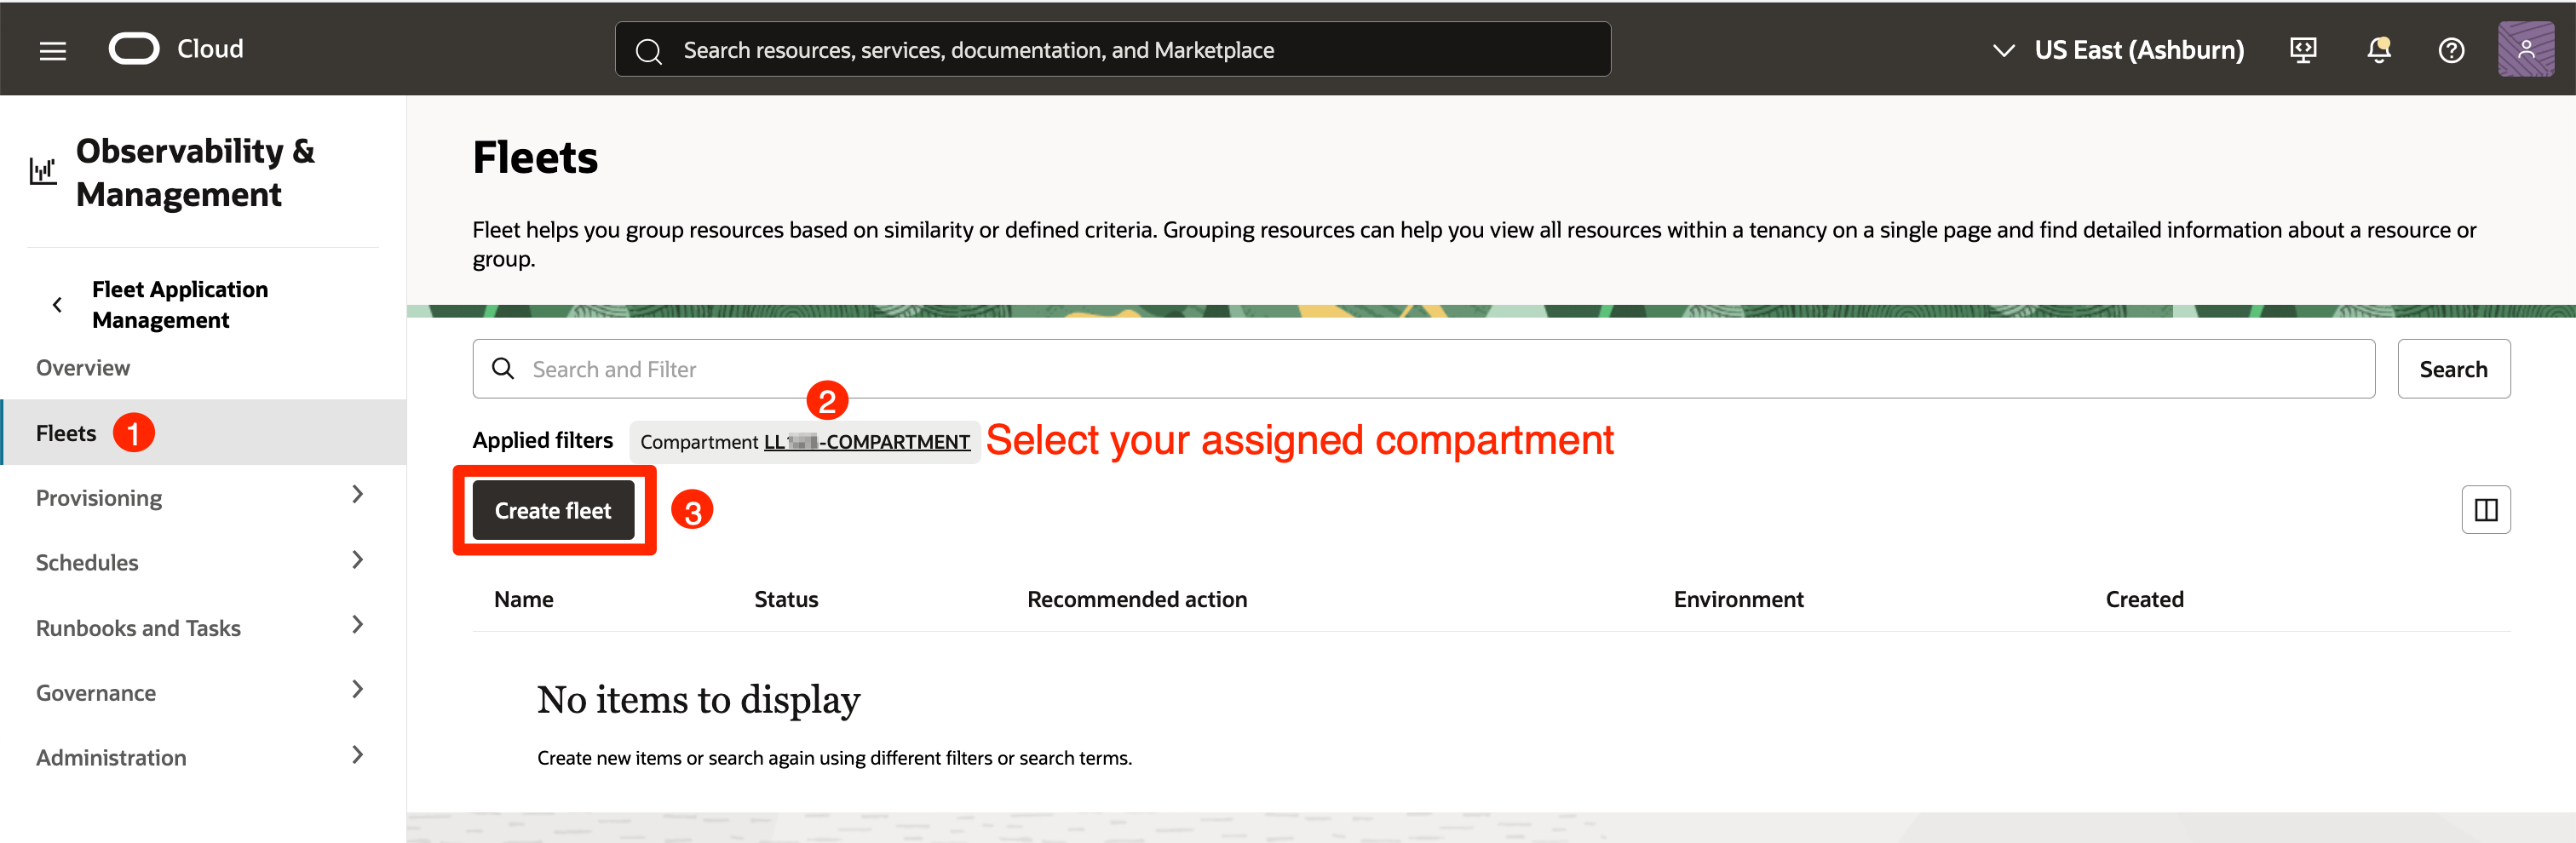 Cloud
Search resources, services, documentation, and Marketplace
US East (Ashburn)
Observability &
Management
Fleet Application
Management
Overview
Fleets 1
Provisioning
Schedules
Runbooks and Tasks
Governance
Administration
Fleets
Fleet helps you group resources based on similarity or defined criteria. Grouping resources can help you view all resources within a tenancy on a single page and find detailed information about a resource or
group.
Search and Filter
Search
2
Applied filters Compartment LL -COMPARTMENT Select your assigned compartment
Create fleet 3
Name Status Recommended action Environment Created
No items to display
Create new items or search again using different filters or search terms.